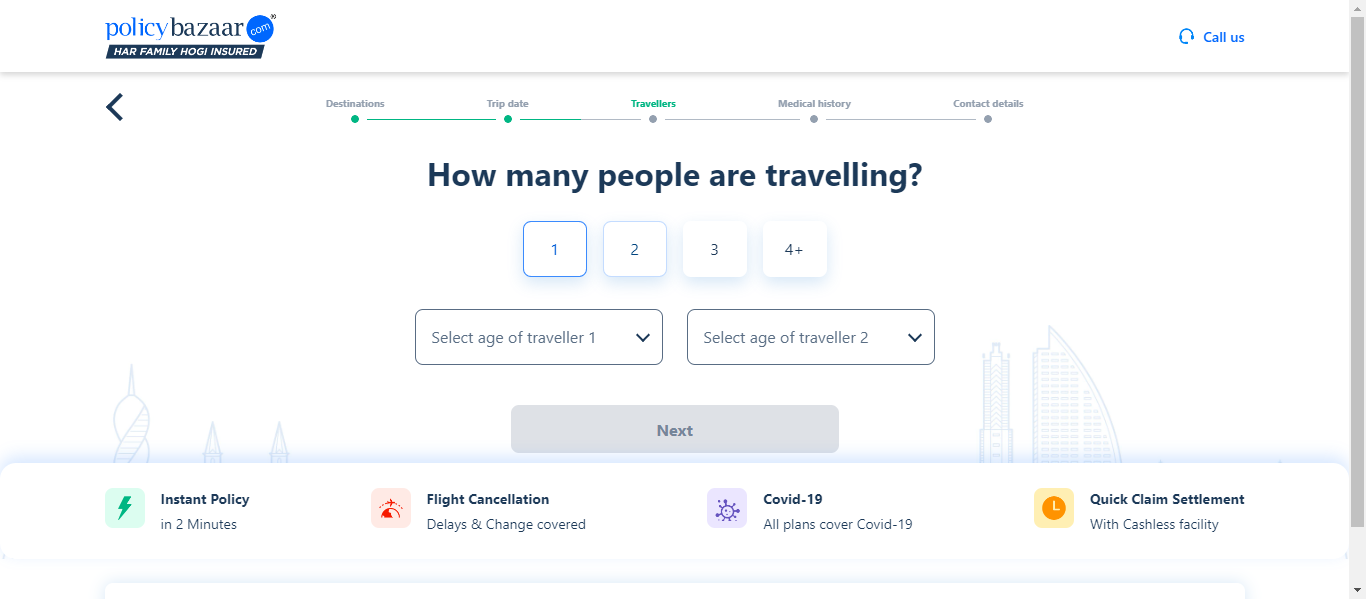 policybazaar.com®
HAR FAMILY HOGI INSURED
Call us
Destinations
Trip date
Travellers
Medical history
Contact details
How many people are travelling?
1
2
3
4+
Select age of traveller 1
Select age of traveller 2
Next
Instant Policy
in 2 Minutes
Flight Cancellation
Delays & Change covered
Covid-19
All plans cover Covid-19
Quick Claim Settlement
With Cashless facility